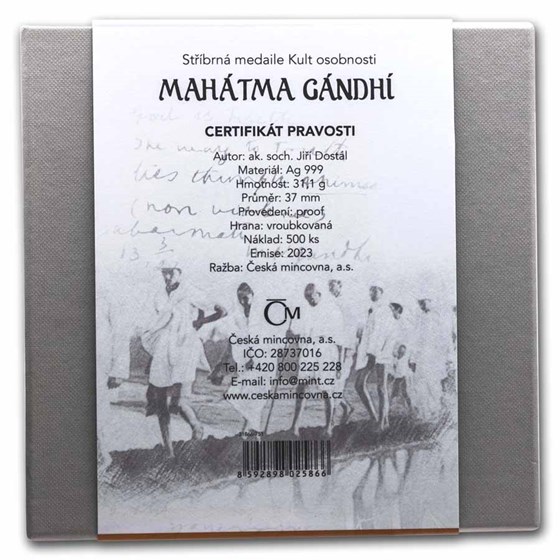 Stříbrná medaile Kult osobnosti
MAHÁTMA GÁNDHÍ
CERTIFIKÁT PRAVOSTI
Autor: ak. soch. Jiří Dostál
Materiál: Ag 999
Hmotnost: 31,1 g
Průměr: 37 mm
Provedení: proof
Hrana: vroubkovaná
Náklad: 500 ks
Emise: 2023
Ražba: Česká mincovna, a.s.
ČM
Česká mincovna, a.s.
IČO: 28737016
Tel.: +420 800 225 228
E-mail: info@mint.cz
www.ceskamincovna.cz
8 592898 025866